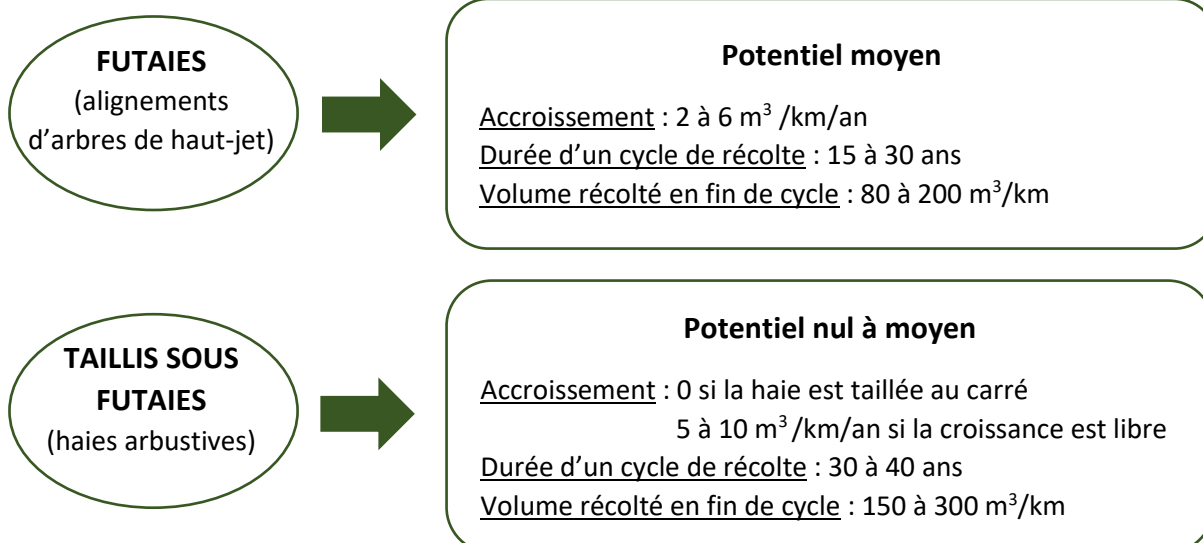 FUTAIES
(alignements
d’arbres de haut-jet)
Potentiel moyen
Accroissement : 2 à 6 m³ /km/an
Durée d’un cycle de récolte : 15 à 30 ans
Volume récolté en fin de cycle : 80 à 200 m³/km
TAILLIS SOUS
FUTAIES
(haies arbustives)
Potentiel nul à moyen
Accroissement : 0 si la haie est taillée au carré
5 à 10 m³/km/an si la croissance est libre
Durée d’un cycle de récolte : 30 à 40 ans
Volume récolté en fin de cycle : 150 à 300 m³/km